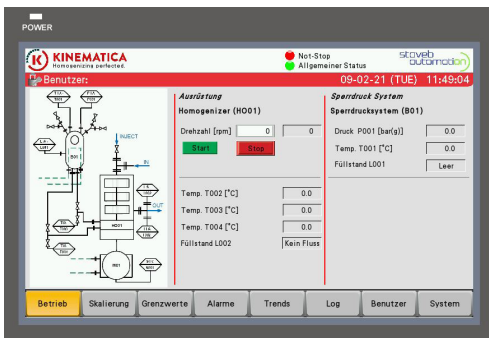 POWER
KINEMATICA
Homogenizing perfected.
Not-Stop
Allgemeiner Status
stoveb automation
Benutzer:
09-02-21 (TUE) 11:49:04
Ausrüstung
Homogenizer (HO01)
Drehzahl [rpm] 0 0
Start Stop
Temp. T002 [°C] 0.0
Temp. T003 [°C] 0.0
Temp. T004 [°C] 0.0
Füllstand L002 Kein Fluss
Sperrdruck System
Sperrdrucksystem (B01)
Druck P001 [bar(g)] 0.0
Temp. T001 [°C] 0.0
Füllstand L001 Leer
INJECT
B01
IN
OUT
HO01
M01
Betrieb Skalierung Grenzwerte Alarme Trends Log Benutzer System